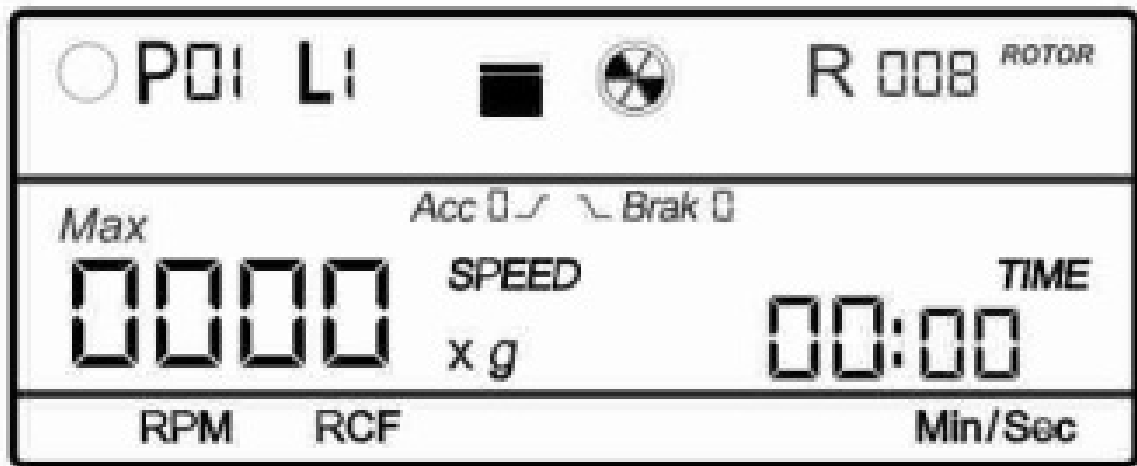 P01 L1 R 008 ROTOR
Acc 0 Brak 0
Max
SPEED TIME
0000 x g 00:00
RPM RCF Min/Sec